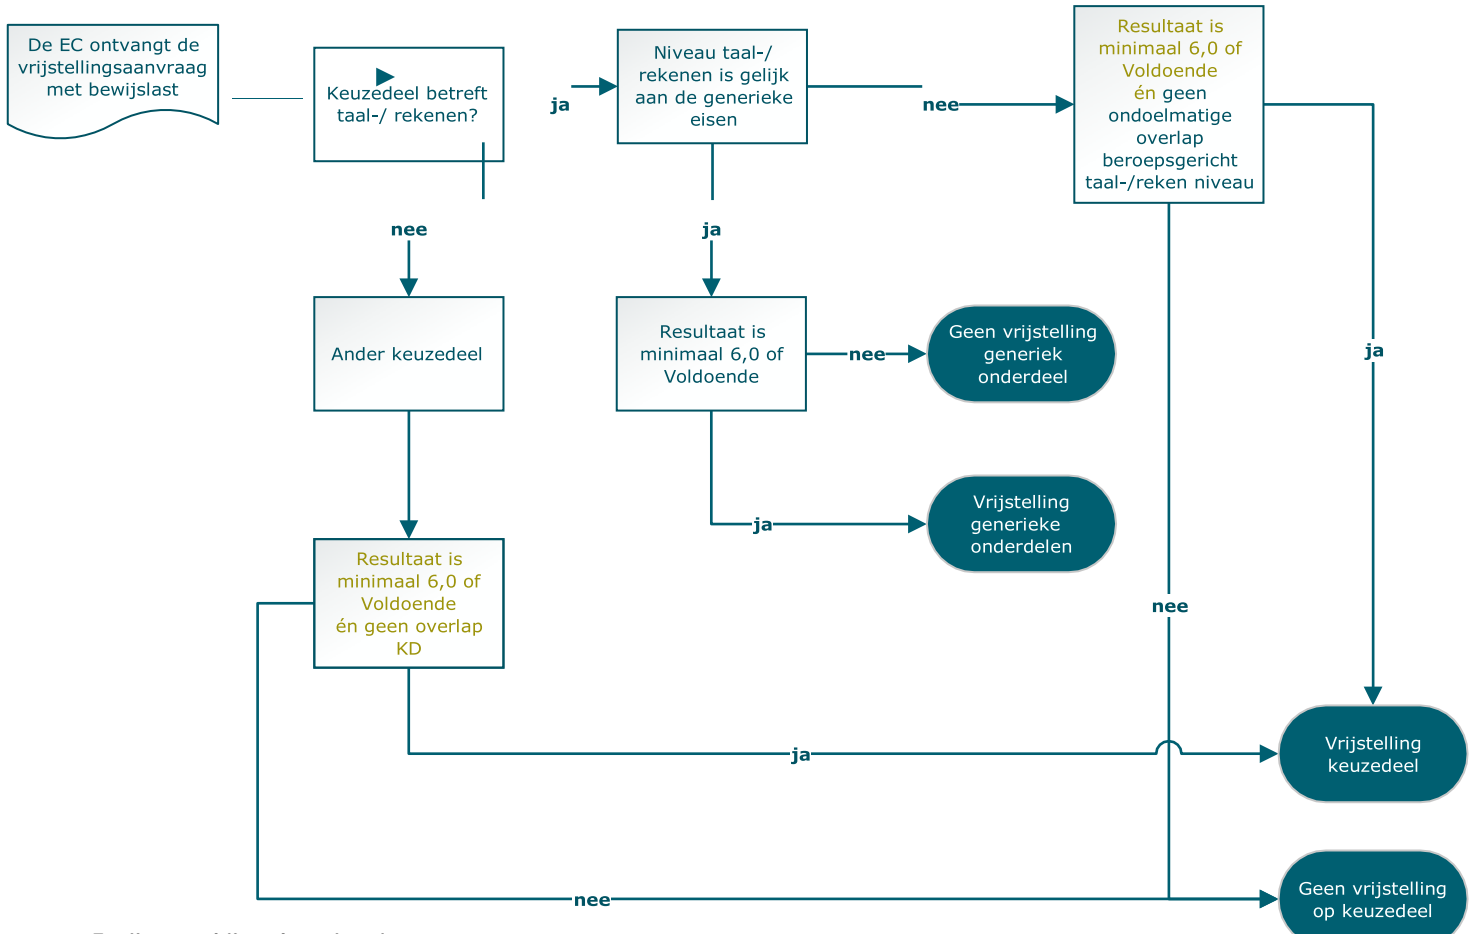 De EC ontvangt de
vrijstellingsaanvraag
met bewijslast
Keuzedeel betreft
taal-/ rekenen?
ja
Niveau taal-/
rekenen is gelijk
aan de generieke
eisen
nee
Resultaat is
minimaal 6,0 of
Voldoende
én geen
ondoelmatige
overlap
beroepsgericht
taal-/reken niveau
nee
ja
Ander keuzedeel
Resultaat is
minimaal 6,0 of
Voldoende
nee
Geen vrijstelling
generiek
onderdeel
ja
ja
Vrijstelling
generieke
onderdelen
Resultaat is
minimaal 6,0 of
Voldoende
én geen overlap
KD
nee
ja
Vrijstelling
keuzedeel
nee
Geen vrijstelling
op keuzedeel